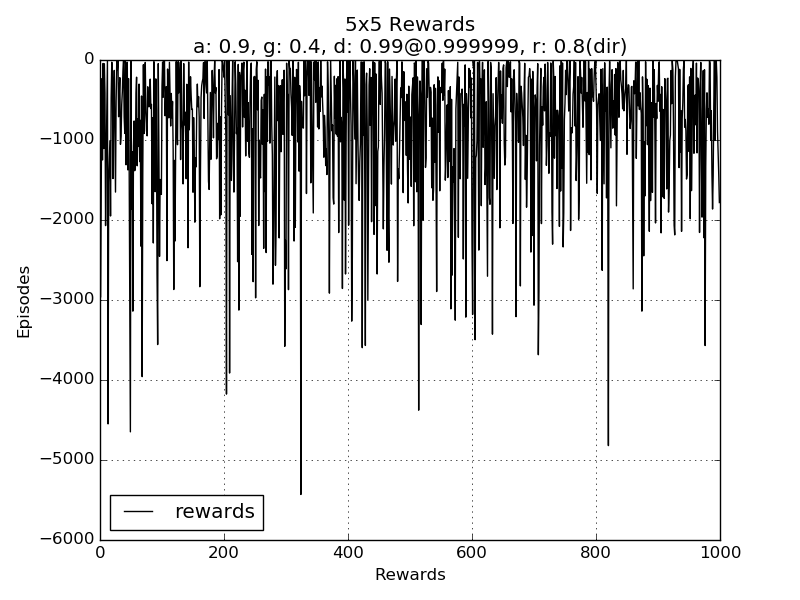 5x5 Rewards
a: 0.9, g: 0.4, d: 0.99@0.999999, r: 0.8(dir)
0
−1000
−2000
−3000
−4000
−5000
−6000
Episodes
rewards
0 200 400 600 800 1000
Rewards